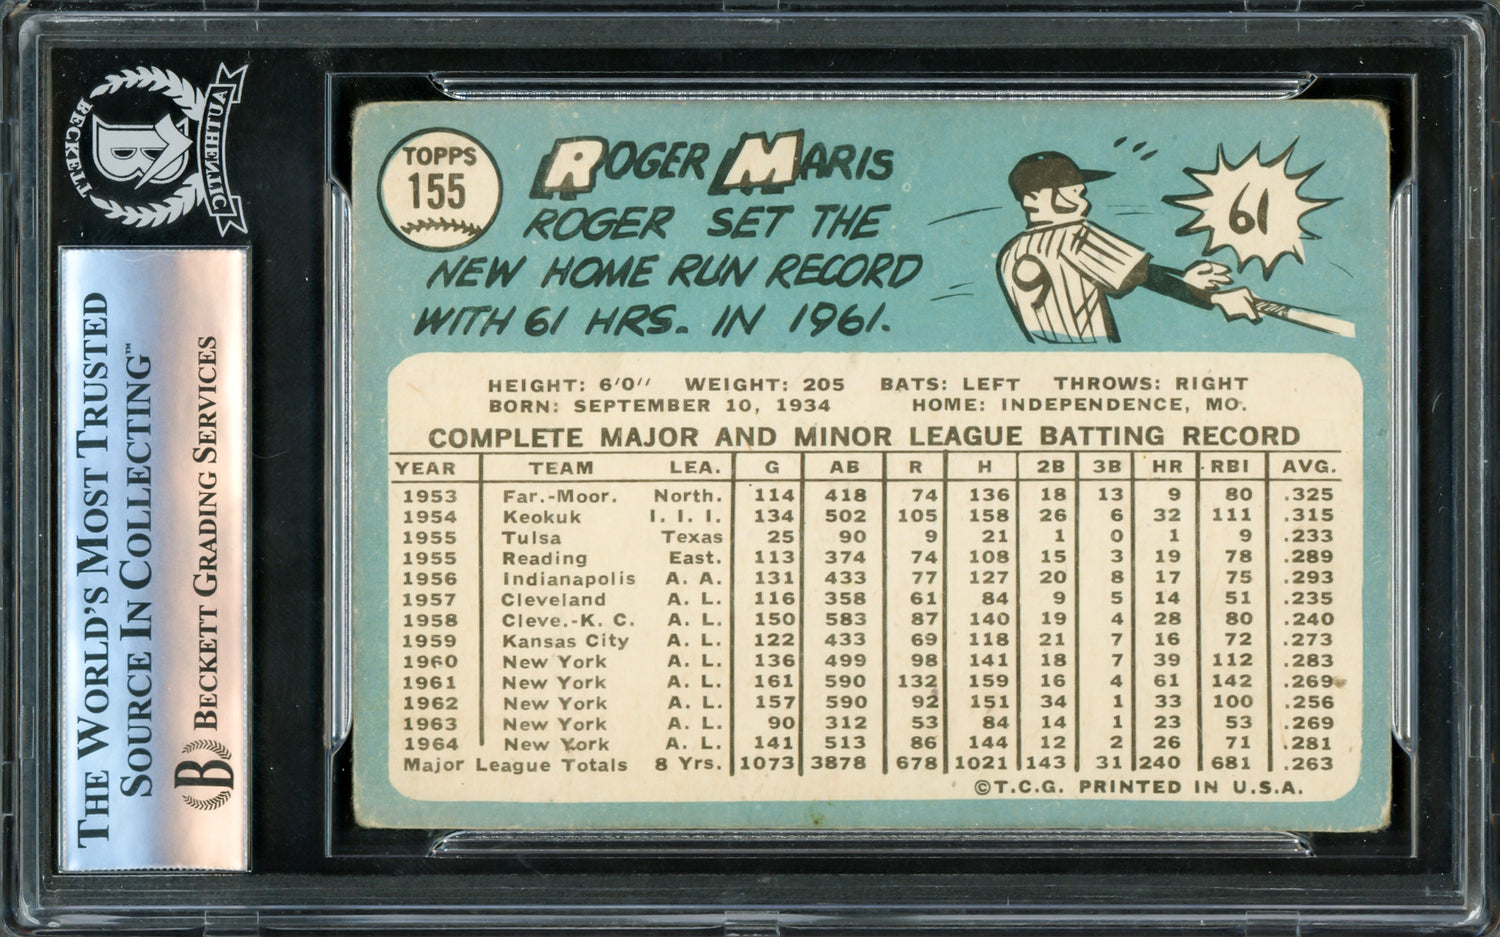 BECKETT
AUTHENTIC
B
THE WORLD'S MOST TRUSTED
SOURCE IN COLLECTING™
B BECKETT GRADING SERVICES
TOPPS
155
ROGER MARIS
ROGER SET THE
NEW HOME RUN RECORD
WITH 61 HRS. IN 1961.
9
61
HEIGHT: 6'0" WEIGHT: 205 BATS: LEFT THROWS: RIGHT
BORN: SEPTEMBER 10, 1934 HOME: INDEPENDENCE, MO.
COMPLETE MAJOR AND MINOR LEAGUE BATTING RECORD
YEAR TEAM LEA. G AB R H 2B 3B HR RBI AVG.
1953 Far.-Moor. North. 114 418 74 136 18 13 9 80 .325
1954 Keokuk I. I. I. 134 502 105 158 26 6 32 111 .315
1955 Tulsa Texas 25 90 9 21 1 0 1 9 .233
1955 Reading East. 113 374 74 108 15 3 19 78 .289
1956 Indianapolis A. A. 131 433 77 127 20 8 17 75 .293
1957 Cleveland A. L. 116 358 61 84 9 5 14 51 .235
1958 Cleve.-K. C. A. L. 150 583 87 140 19 4 28 80 .240
1959 Kansas City A. L. 122 433 69 118 21 7 16 72 .273
1960 New York A. L. 136 499 98 141 18 7 39 112 .283
1961 New York A. L. 161 590 132 159 16 4 61 142 .269
1962 New York A. L. 157 590 92 151 34 1 33 100 .256
1963 New York A. L. 90 312 53 84 14 1 23 53 .269
1964 New York A. L. 141 513 86 144 12 2 26 71 .281
Major League Totals 8 Yrs. 1073 3878 678 1021 143 31 240 681 .263
©T.C.G. PRINTED IN U.S.A.